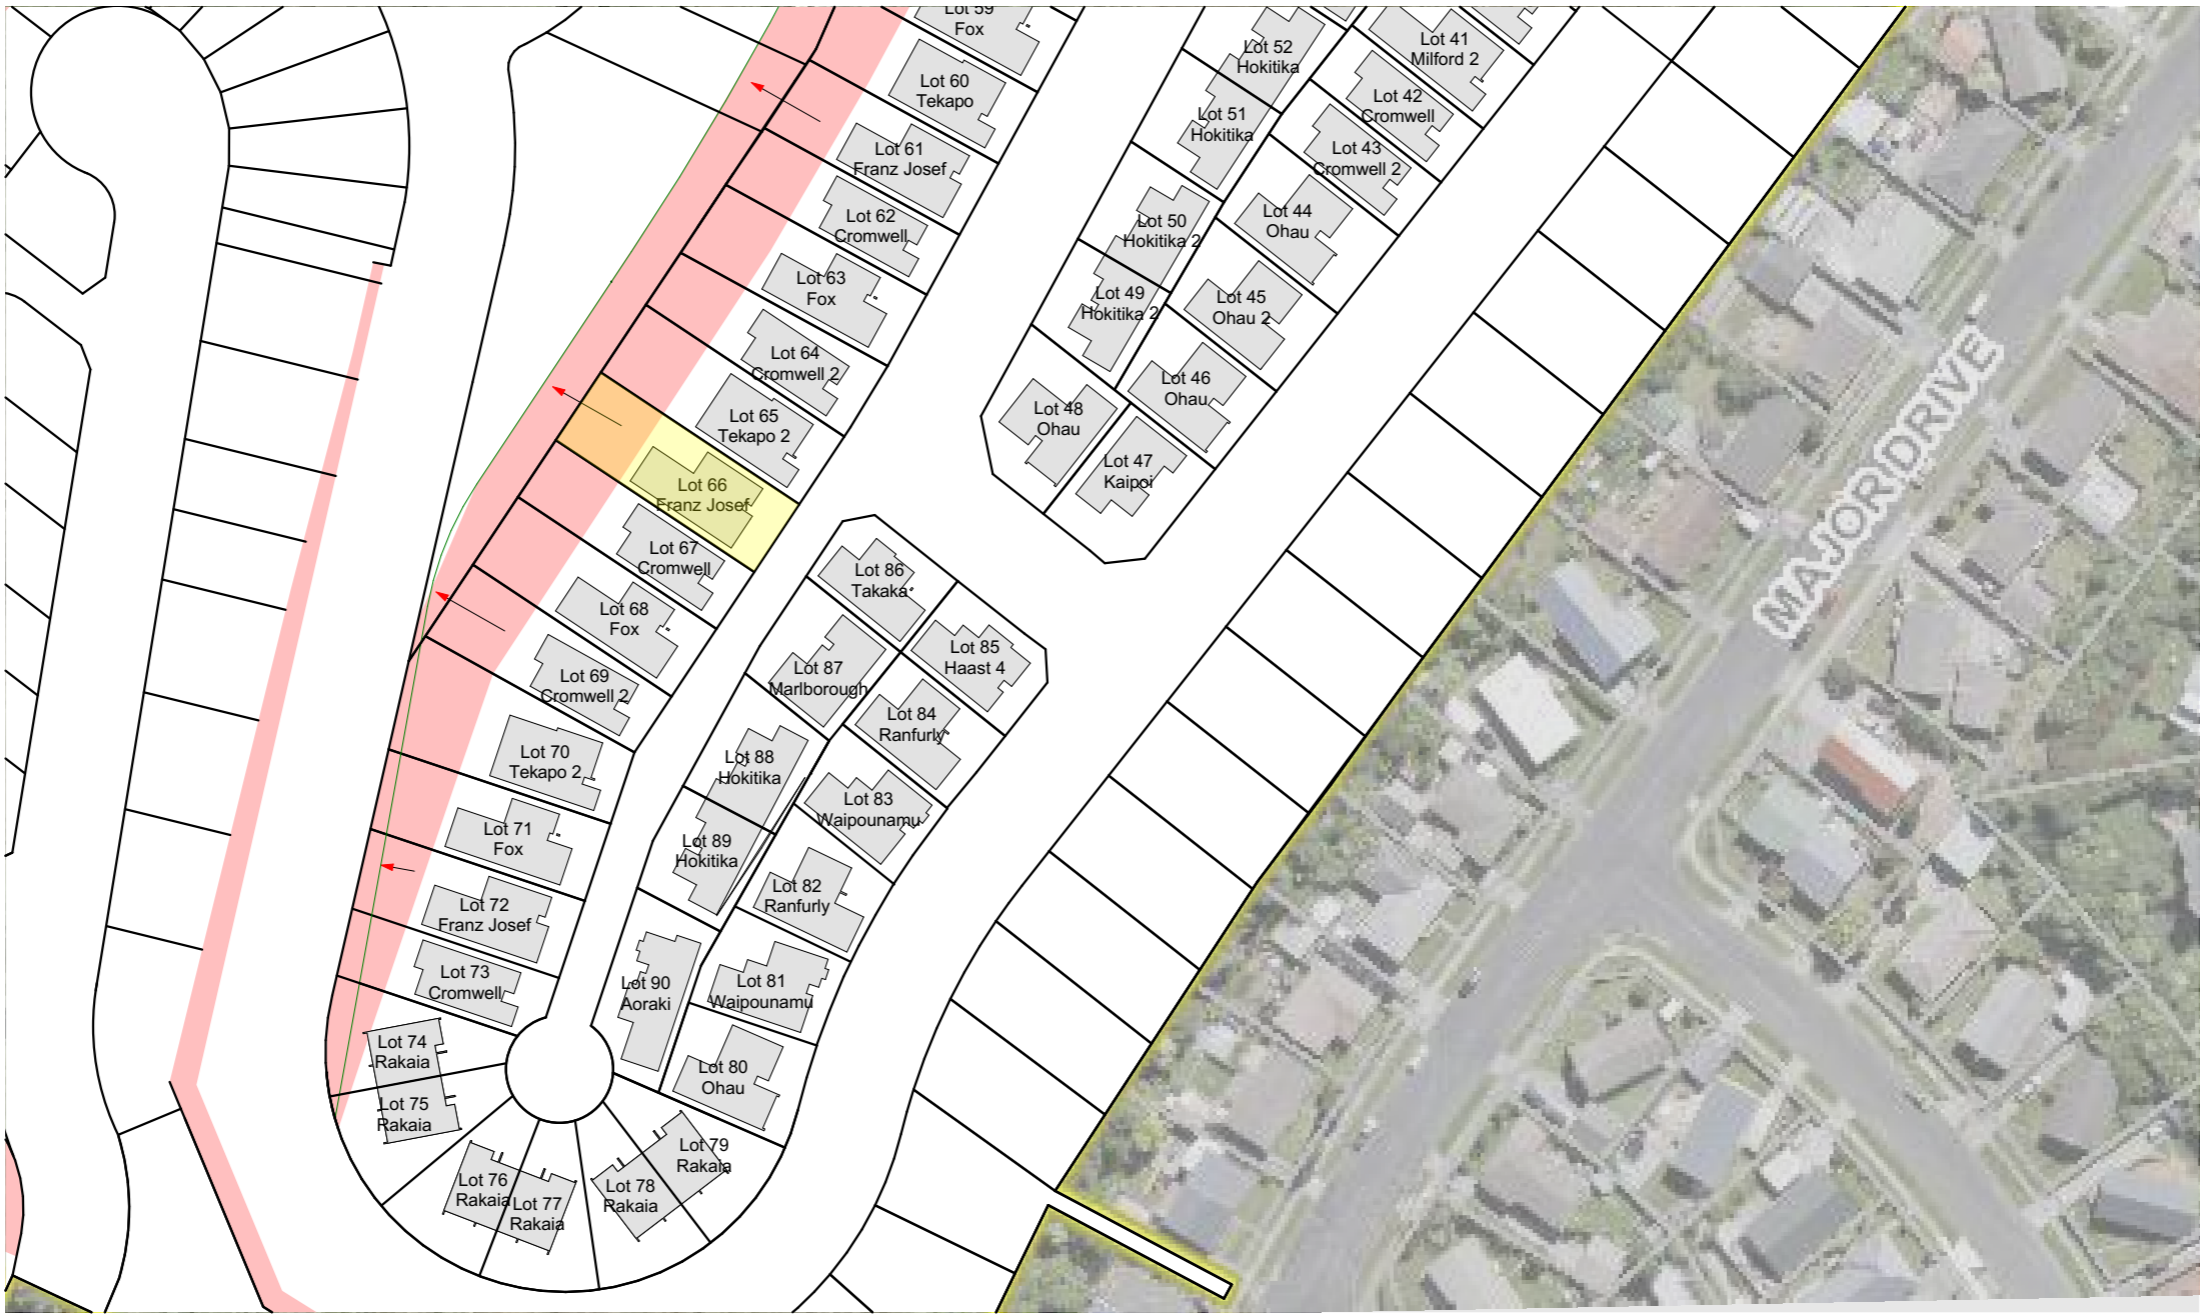 Lot 59
Fox
Lot 60
Tekapo
Lot 61
Franz Josef
Lot 62
Cromwell
Lot 63
Fox
Lot 64
Cromwell 2
Lot 65
Tekapo 2
Lot 66
Franz Josef
Lot 67
Cromwell
Lot 68
Fox
Lot 69
Cromwell 2
Lot 70
Tekapo 2
Lot 71
Fox
Lot 72
Franz Josef
Lot 73
Cromwell
Lot 74
Rakaia
Lot 75
Rakaia
Lot 76
Rakaia
Lot 77
Rakaia
Lot 78
Rakaia
Lot 79
Rakaia
Lot 80
Ohau
Lot 81
Waipounamu
Lot 82
Ranfurly
Lot 83
Waipounamu
Lot 84
Ranfurly
Lot 85
Haast 4
Lot 86
Takaka
Lot 87
Marlborough
Lot 88
Hokitika
Lot 89
Hokitika
Lot 90
Aoraki
Lot 52
Hokitika
Lot 51
Hokitika
Lot 50
Hokitika 2
Lot 49
Hokitika 2
Lot 48
Ohau
Lot 47
Kaipoi
Lot 46
Ohau
Lot 45
Ohau 2
Lot 44
Ohau
Lot 43
Cromwell 2
Lot 42
Cromwell
Lot 41
Milford 2
MAJOR DRIVE